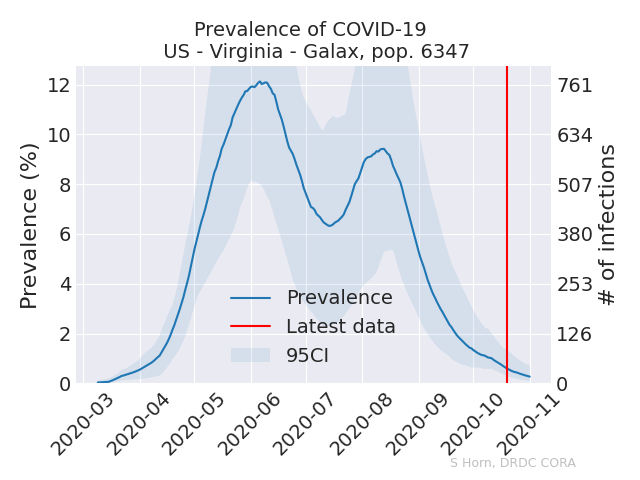 Prevalence of COVID-19
US - Virginia - Galax, pop. 6347
Prevalence (%)
12
10
8
6
4
2
0
761
634
507
380
253
126
0
# of infections
Prevalence
Latest data
95CI
2020-03
2020-04
2020-05
2020-06
2020-07
2020-08
2020-09
2020-10
2020-11
S Horn, DRDC CORA